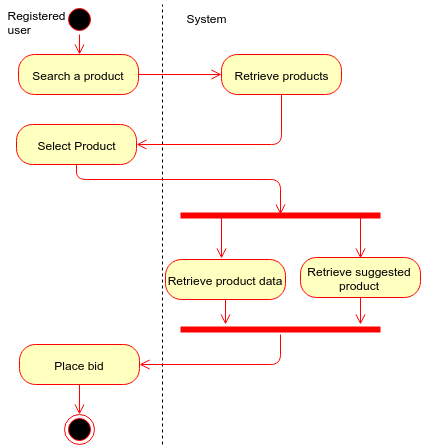 Registered
user
System
Search a product
Retrieve products
Select Product
Retrieve product data
Retrieve suggested
product
Place bid